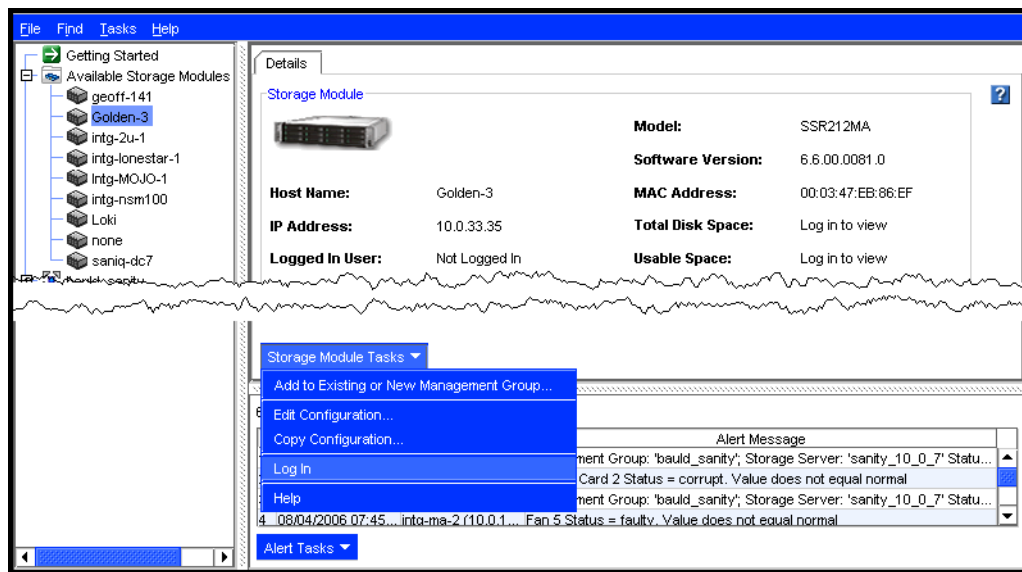 File Find Tasks Help
Getting Started
Available Storage Modules
geoff-141
Golden-3
intg-2u-1
intg-lonestar-1
Intg-MOJO-1
intg-nsm100
Loki
none
saniq-dc7
Details
Storage Module
?
Model: SSR212MA
Software Version: 6.6.00.0081.0
Host Name: Golden-3 MAC Address: 00:03:47:EB:86:EF
IP Address: 10.0.33.35 Total Disk Space: Log in to view
Logged In User: Not Logged In Usable Space: Log in to view
Storage Module Tasks
Add to Existing or New Management Group...
Edit Configuration...
Copy Configuration...
Log In
Help
Alert Message
ment Group: 'bauld_sanity'; Storage Server: 'sanity_10_0_7' Statu...
Card 2 Status = corrupt. Value does not equal normal
ment Group: 'bauld_sanity'; Storage Server: 'sanity_10_0_7' Statu...
4 08/04/2006 07:45... intg-ma-2 (10.0.1... Fan 5 Status = faulty. Value does not equal normal
Alert Tasks